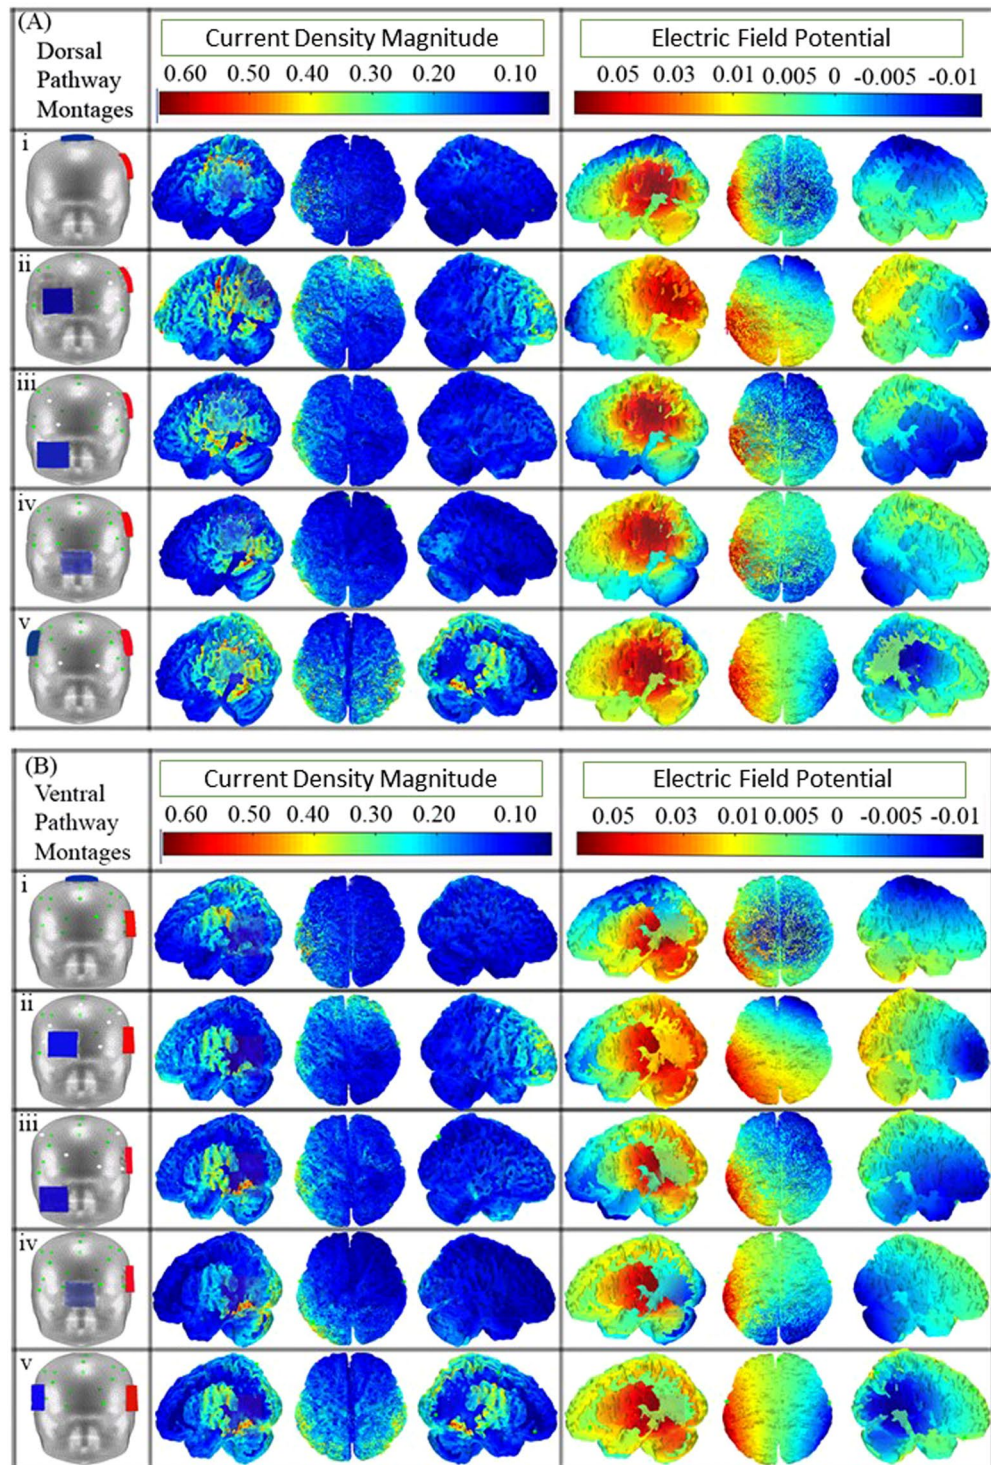 (A)
Dorsal
Pathway
Montages
Current Density Magnitude
0.60 0.50 0.40 0.30 0.20 0.10
Electric Field Potential
0.05 0.03 0.01 0.005 0 -0.005 -0.01
i
ii
iii
iv
v
(B)
Ventral
Pathway
Montages
Current Density Magnitude
0.60 0.50 0.40 0.30 0.20 0.10
Electric Field Potential
0.05 0.03 0.01 0.005 0 -0.005 -0.01
i
ii
iii
iv
v